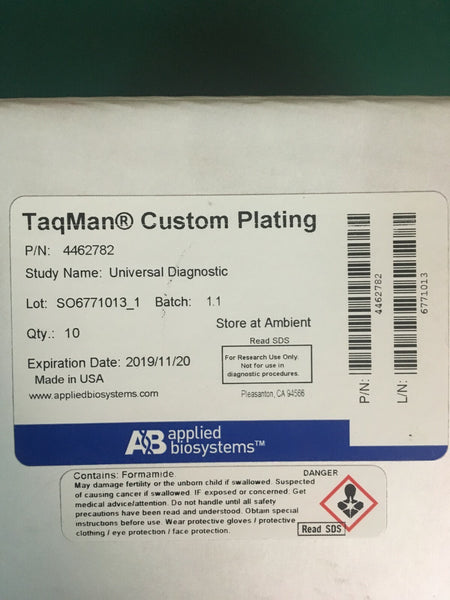 TaqMan® Custom Plating
P/N: 4462782
Study Name: Universal Diagnostic
Lot: SO6771013_1 Batch: 1.1
Qty.: 10
Store at Ambient
Read SDS
For Research Use Only.
Not for use in
diagnostic procedures.
Expiration Date: 2019/11/20
Made in USA
www.appliedbiosystems.com
Pleasanton, CA 94566
P/N: 4462782
L/N: 6771013
AB applied
biosystems™
Contains: Formamide
DANGER
May damage fertility or the unborn child if swallowed. Suspected
of causing cancer if swallowed. IF exposed or concerned: Get
medical advice/attention. Do not handle until all safety
precautions have been read and understood. Obtain special
instructions before use. Wear protective gloves / protective
clothing / eye protection / face protection.
Read SDS